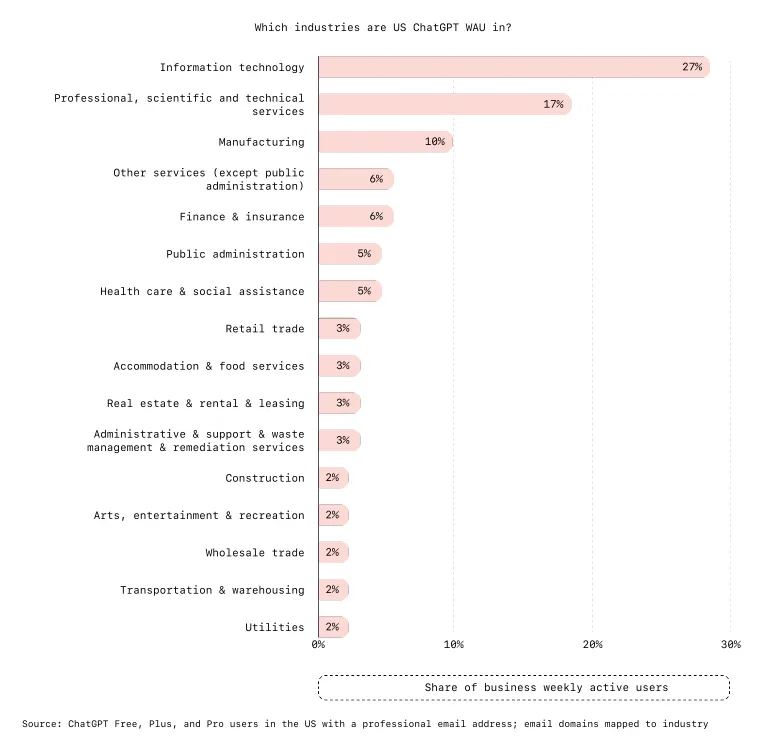 Which industries are US ChatGPT WAU in?
Information technology
27%
Professional, scientific and technical
services
17%
Manufacturing
10%
Other services (except public
administration)
6%
Finance & insurance
6%
Public administration
5%
Health care & social assistance
5%
Retail trade
3%
Accommodation & food services
3%
Real estate & rental & leasing
3%
Administrative & support & waste
management & remediation services
3%
Construction
2%
Arts, entertainment & recreation
2%
Wholesale trade
2%
Transportation & warehousing
2%
Utilities
2%
0% 10% 20% 30%
Share of business weekly active users
Source: ChatGPT Free, Plus, and Pro users in the US with a professional email address; email domains mapped to industry